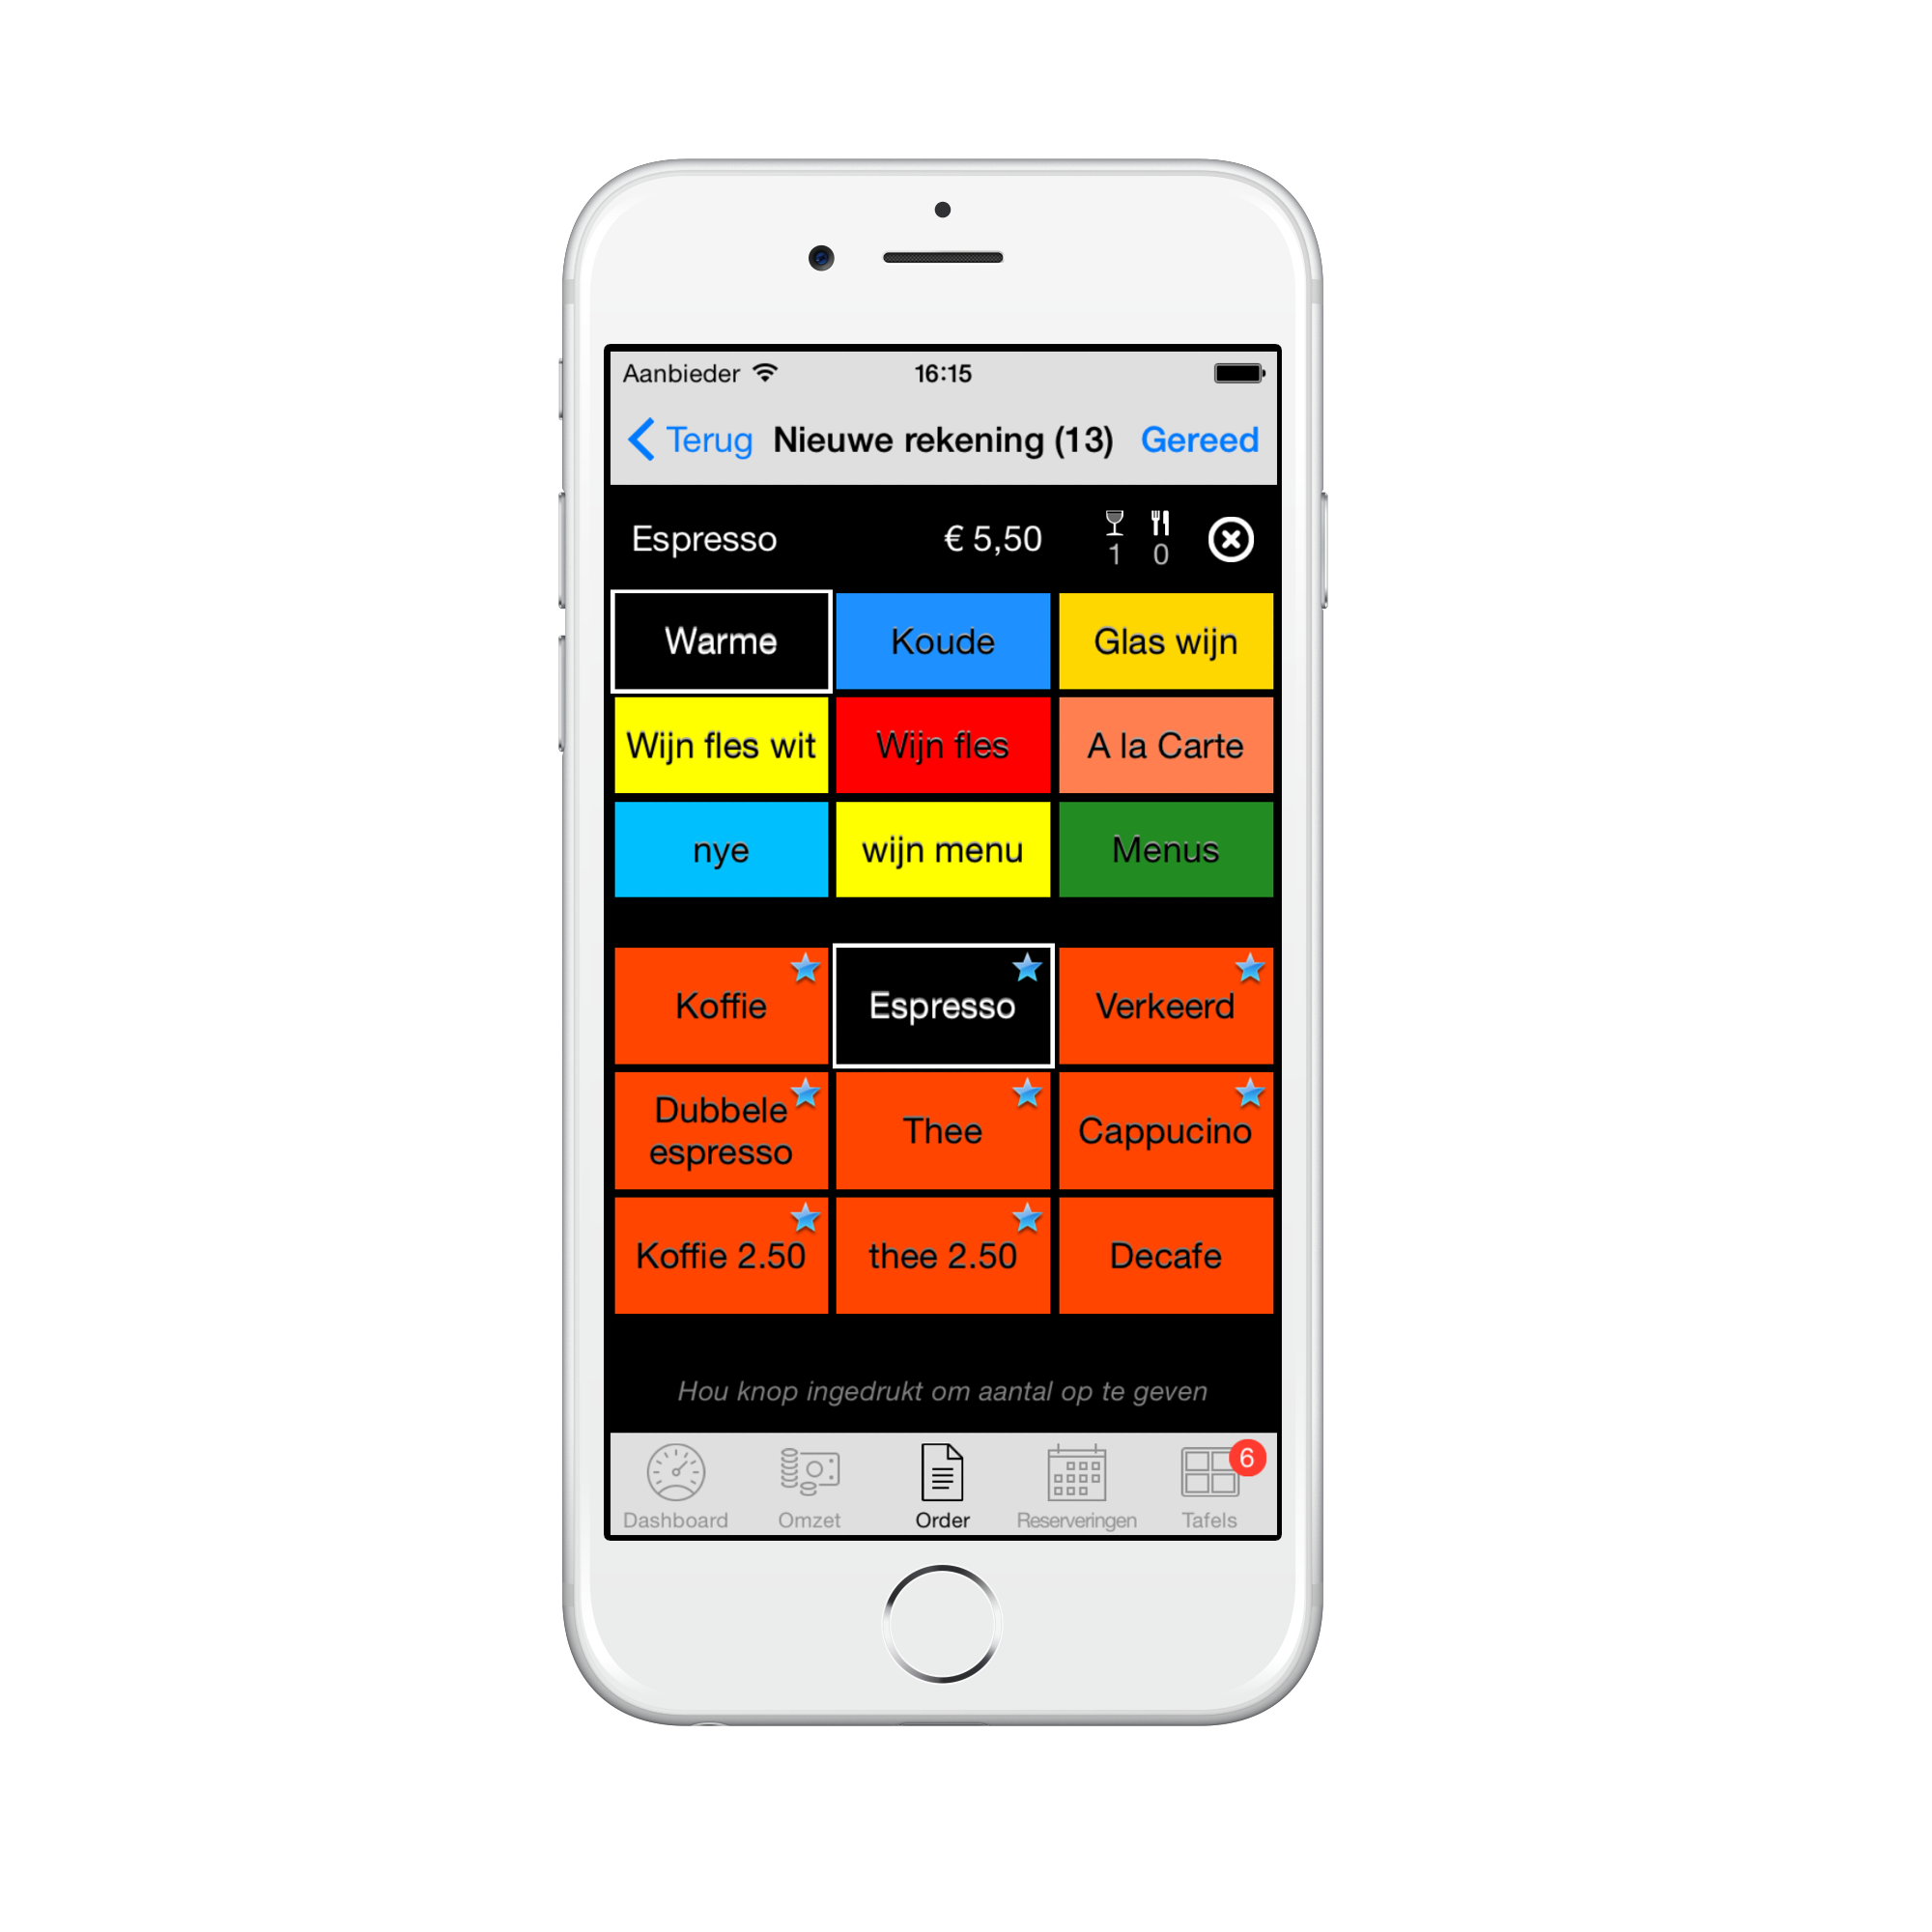 Aanbieder 16:15
Terug Nieuwe rekening (13) Gereed
Espresso € 5,50 1 0
Warme Koude Glas wijn
Wijn fles wit Wijn fles A la Carte
nye wijn menu Menus
Koffie Espresso Verkeerd
Dubbele espresso Thee Cappucino
Koffie 2.50 thee 2.50 Decafe
Hou knop ingedrukt om aantal op te geven
6
Dashboard Omzet Order Reserveringen Tafels